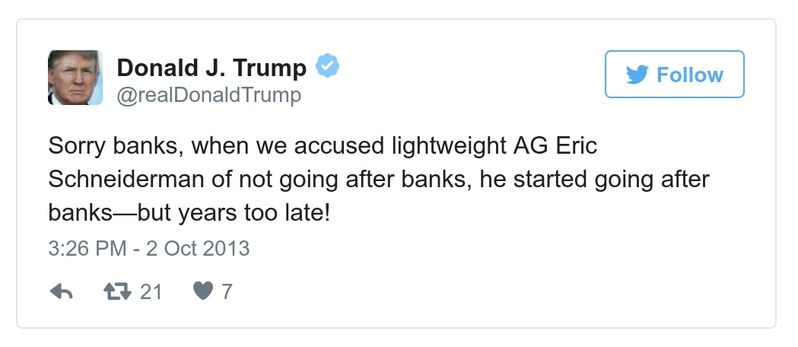 Donald J. Trump
@realDonaldTrump
Follow
Sorry banks, when we accused lightweight AG Eric
Schneiderman of not going after banks, he started going after
banks—but years too late!
3:26 PM - 2 Oct 2013
21 7